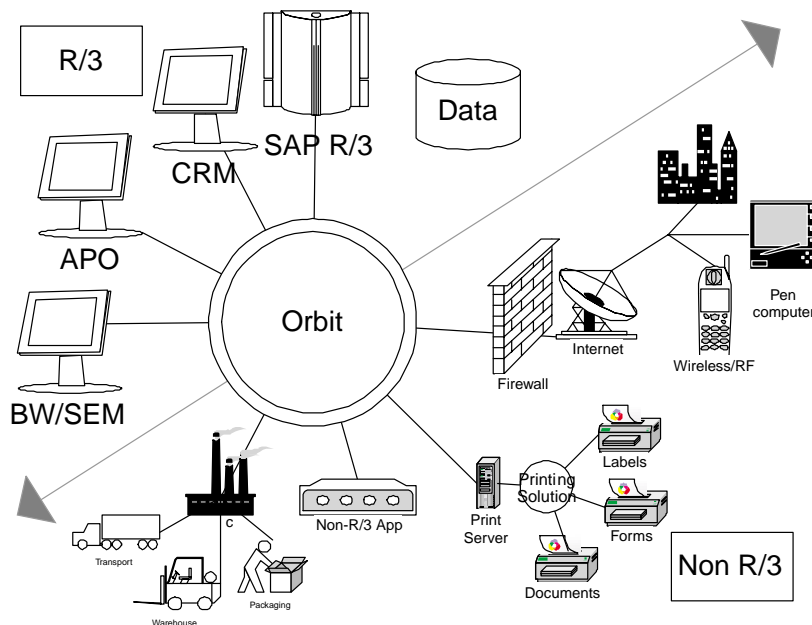 R/3
SAP R/3
Data
CRM
APO
BW/SEM
Orbit
Firewall
Internet
Pen
computer
Wireless/RF
C
Transport
Warehouse
Packaging
Non-R/3 App
Print
Server
Printing
Solution
Labels
Forms
Documents
Non R/3